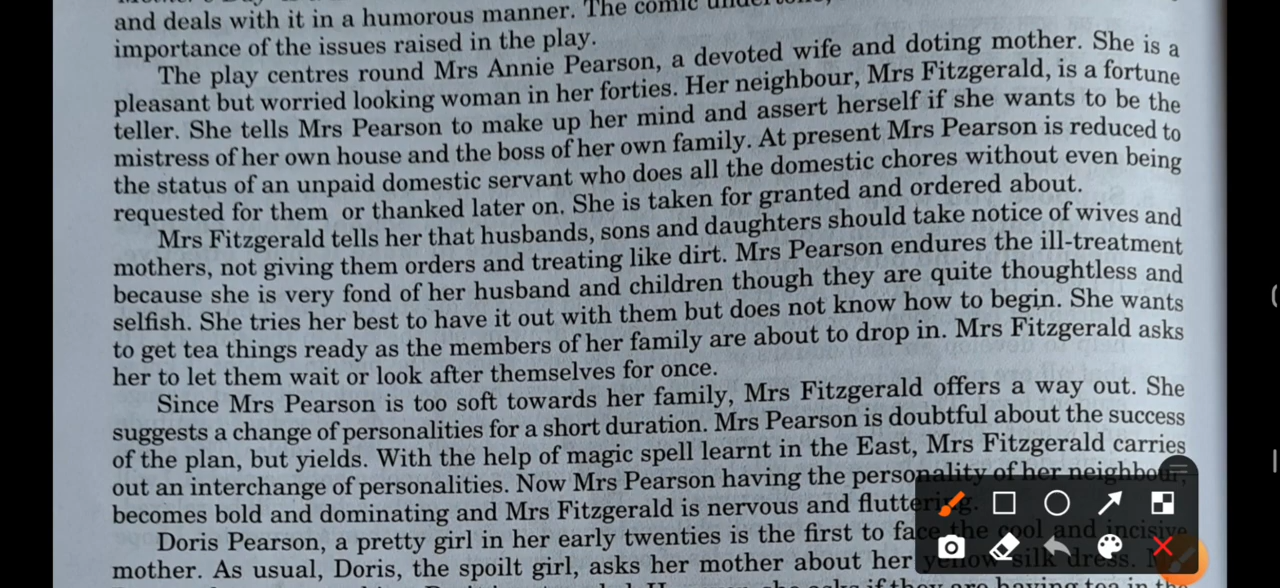 and deals with it in a humorous manner. The comic
importance of the issues raised in the play.
The play centres round Mrs Annie Pearson, a devoted wife and doting mother. She is a
pleasant but worried looking woman in her forties. Her neighbour, Mrs Fitzgerald, is a fortune
teller. She tells Mrs Pearson to make up her mind and assert herself if she wants to be the
mistress of her own house and the boss of her own family. At present Mrs Pearson is reduced to
the status of an unpaid domestic servant who does all the domestic chores without even being
requested for them or thanked later on. She is taken for granted and ordered about.
Mrs Fitzgerald tells her that husbands, sons and daughters should take notice of wives and
mothers, not giving them orders and treating like dirt. Mrs Pearson endures the ill-treatment
because she is very fond of her husband and children though they are quite thoughtless and
selfish. She tries her best to have it out with them but does not know how to begin. She wants
to get tea things ready as the members of her family are about to drop in. Mrs Fitzgerald asks
her to let them wait or look after themselves for once.
Since Mrs Pearson is too soft towards her family, Mrs Fitzgerald offers a way out. She
suggests a change of personalities for a short duration. Mrs Pearson is doubtful about the success
of the plan, but yields. With the help of magic spell learnt in the East, Mrs Fitzgerald carries
out an interchange of personalities. Now Mrs Pearson having the personality of her neighbour,
becomes bold and dominating and Mrs Fitzgerald is nervous and fluttering.
Doris Pearson, a pretty girl in her early twenties is the first to face the cool and incisive
mother. As usual, Doris, the spoilt girl, asks her mother about her yellow silk dress.